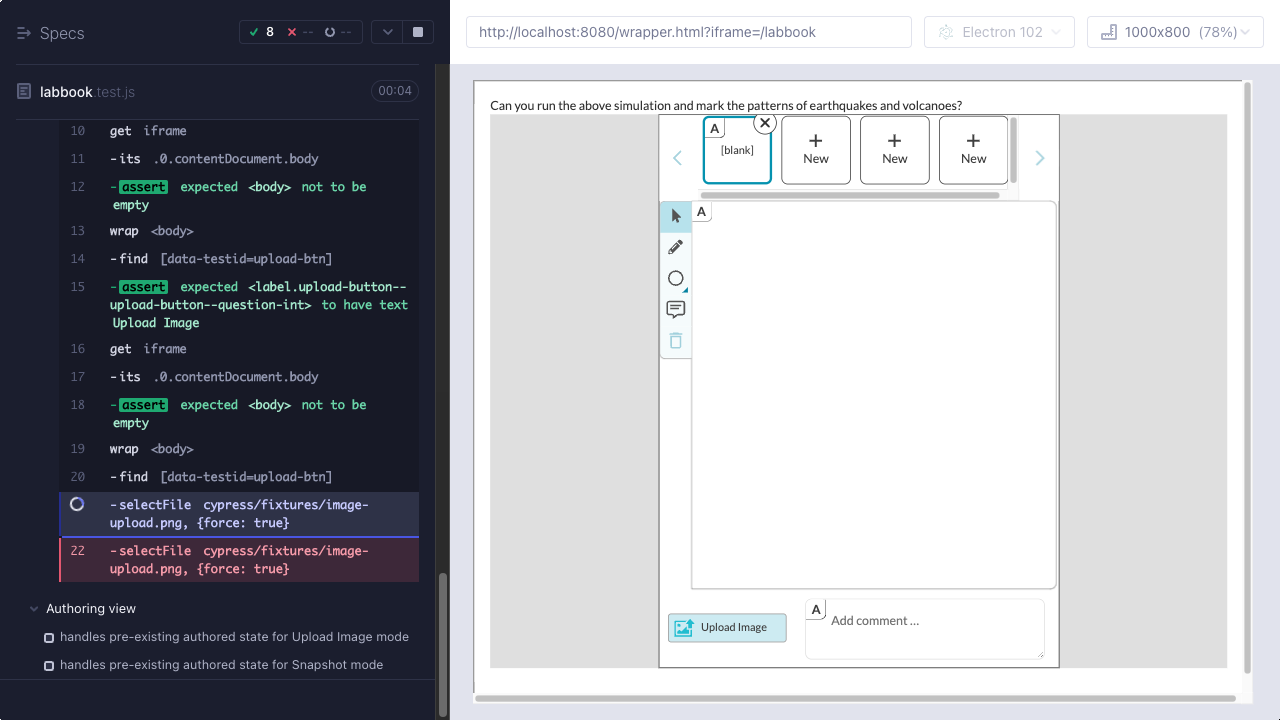 Specs
8
--
--
labbook.test.js
00:04
10 get iframe
11 -its .0.contentDocument.body
12 -assert expected <body> not to be
empty
13 wrap <body>
14 -find [data-testid=upload-btn]
15 -assert expected <label.upload-button--
upload-button--question-int> to have text
Upload Image
16 get iframe
17 -its .0.contentDocument.body
18 -assert expected <body> not to be
empty
19 wrap <body>
20 -find [data-testid=upload-btn]
-selectFile cypress/fixtures/image-
upload.png, {force: true}
22 -selectFile cypress/fixtures/image-
upload.png, {force: true}
Authoring view
handles pre-existing authored state for Upload Image mode
handles pre-existing authored state for Snapshot mode
http://localhost:8080/wrapper.html?iframe=/labbook
Electron 102
1000x800 (78%)
Can you run the above simulation and mark the patterns of earthquakes and volcanoes?
A
[blank]
New
New
New
A
Upload Image
A
Add comment ...